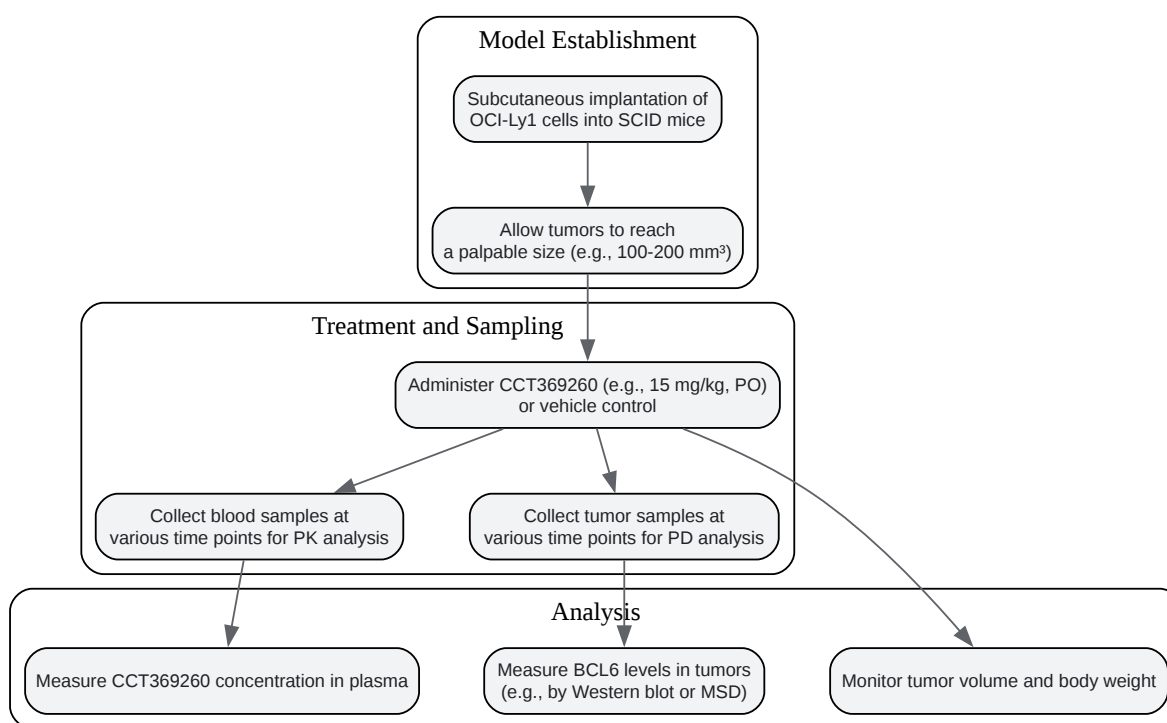 Model Establishment
Subcutaneous implantation of
OCI-Ly1 cells into SCID mice
Allow tumors to reach
a palpable size (e.g., 100-200 mm³)
Treatment and Sampling
Administer CCT369260 (e.g., 15 mg/kg, PO)
or vehicle control
Collect blood samples at
various time points for PK analysis
Collect tumor samples at
various time points for PD analysis
Analysis
Measure CCT369260 concentration in plasma
Measure BCL6 levels in tumors
(e.g., by Western blot or MSD)
Monitor tumor volume and body weight